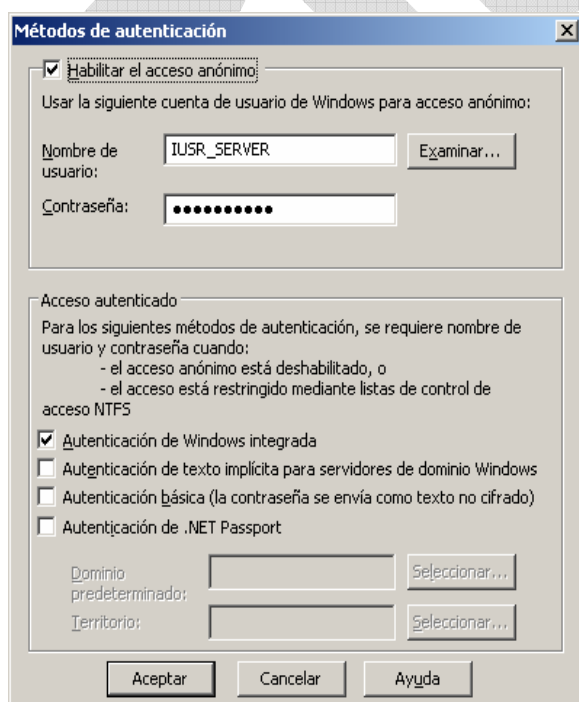 Métodos de autenticación
Habilitar el acceso anónimo
Usar la siguiente cuenta de usuario de Windows para acceso anónimo:
Nombre de usuario:
IUSR_SERVER
Examinar...
Contraseña:
●●●●●●●●●●
Acceso autenticado
Para los siguientes métodos de autenticación, se requiere nombre de
usuario y contraseña cuando:
- el acceso anónimo está deshabilitado, o
- el acceso está restringido mediante listas de control de
acceso NTFS
Autenticación de Windows integrada
Autenticación de texto implícita para servidores de dominio Windows
Autenticación básica (la contraseña se envía como texto no cifrado)
Autenticación de .NET Passport
Dominio
predeterminado:
Seleccionar...
Territorio:
Seleccionar...
Aceptar
Cancelar
Ayuda